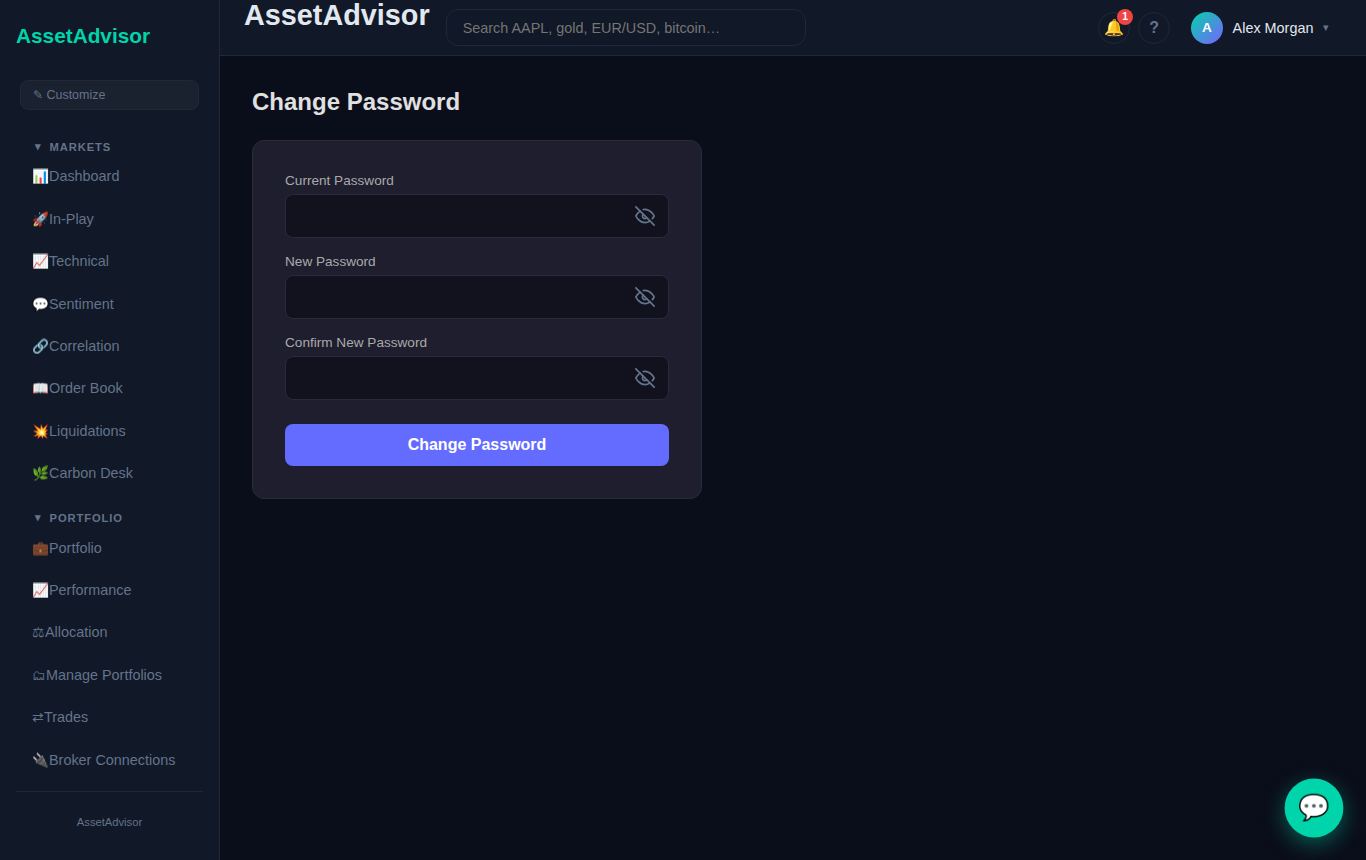 AssetAdvisor
✎ Customize
▼ MARKETS
📊Dashboard
🚀In-Play
📈Technical
💬Sentiment
🔗Correlation
📖Order Book
💥Liquidations
🌿Carbon Desk
▼ PORTFOLIO
💼Portfolio
📈Performance
⚖Allocation
🗂Manage Portfolios
⇄Trades
🔌Broker Connections
AssetAdvisor
AssetAdvisor
Search AAPL, gold, EUR/USD, bitcoin…
🔔 1
?
A Alex Morgan ▾
Change Password
Current Password
New Password
Confirm New Password
Change Password